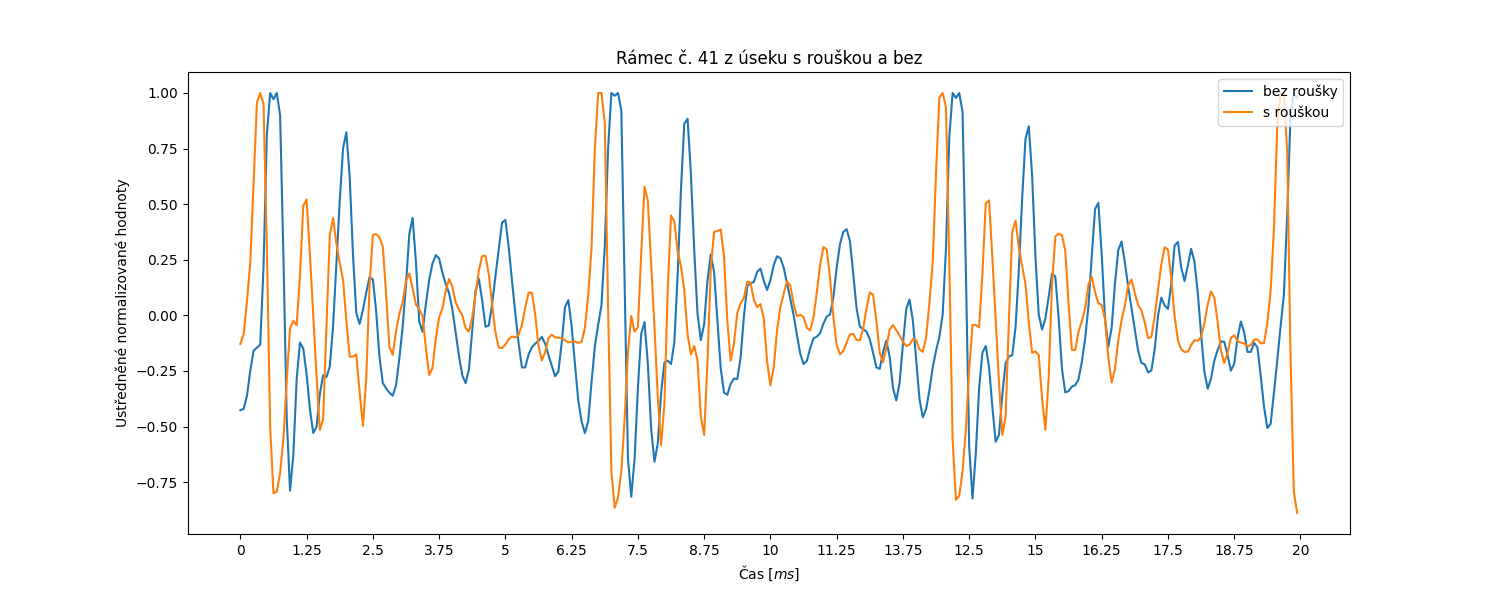 Rámec č. 41 z úseku s rouškou a bez
bez roušky
s rouškou
Ustředněné normalizované hodnoty
1.00
0.75
0.50
0.25
0.00
−0.25
−0.50
−0.75
0 1.25 2.5 3.75 5 6.25 7.5 8.75 10 11.25 13.75 12.5 15 16.25 17.5 18.75 20
Čas [ms]